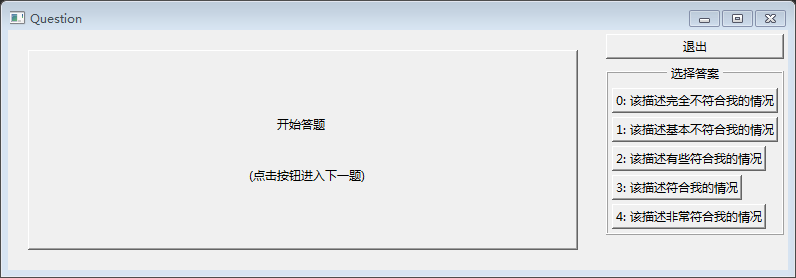 Question
开始答题
(点击按钮进入下一题)
退出
选择答案
0: 该描述完全不符合我的情况
1: 该描述基本不符合我的情况
2: 该描述有些符合我的情况
3: 该描述符合我的情况
4: 该描述非常符合我的情况